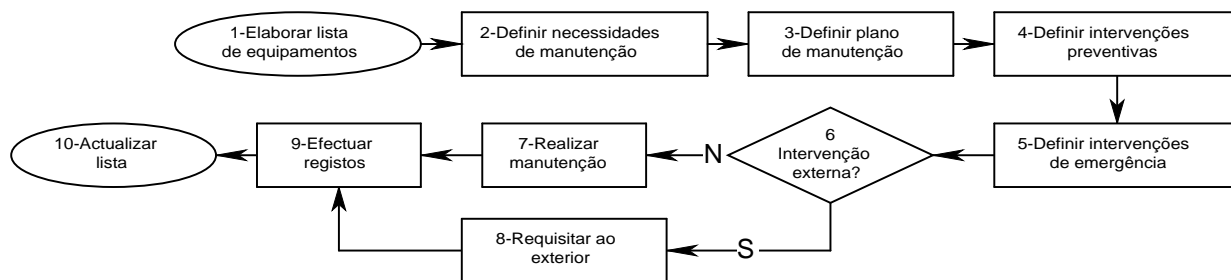 1-Elaborar lista
de equipamentos
2-Definir necessidades
de manutenção
3-Definir plano
de manutenção
4-Definir intervenções
preventivas
5-Definir intervenções
de emergência
6
Intervenção
externa?
N
7-Realizar
manutenção
9-Efectuar
registos
10-Actualizar
lista
S
8-Requisitar ao
exterior